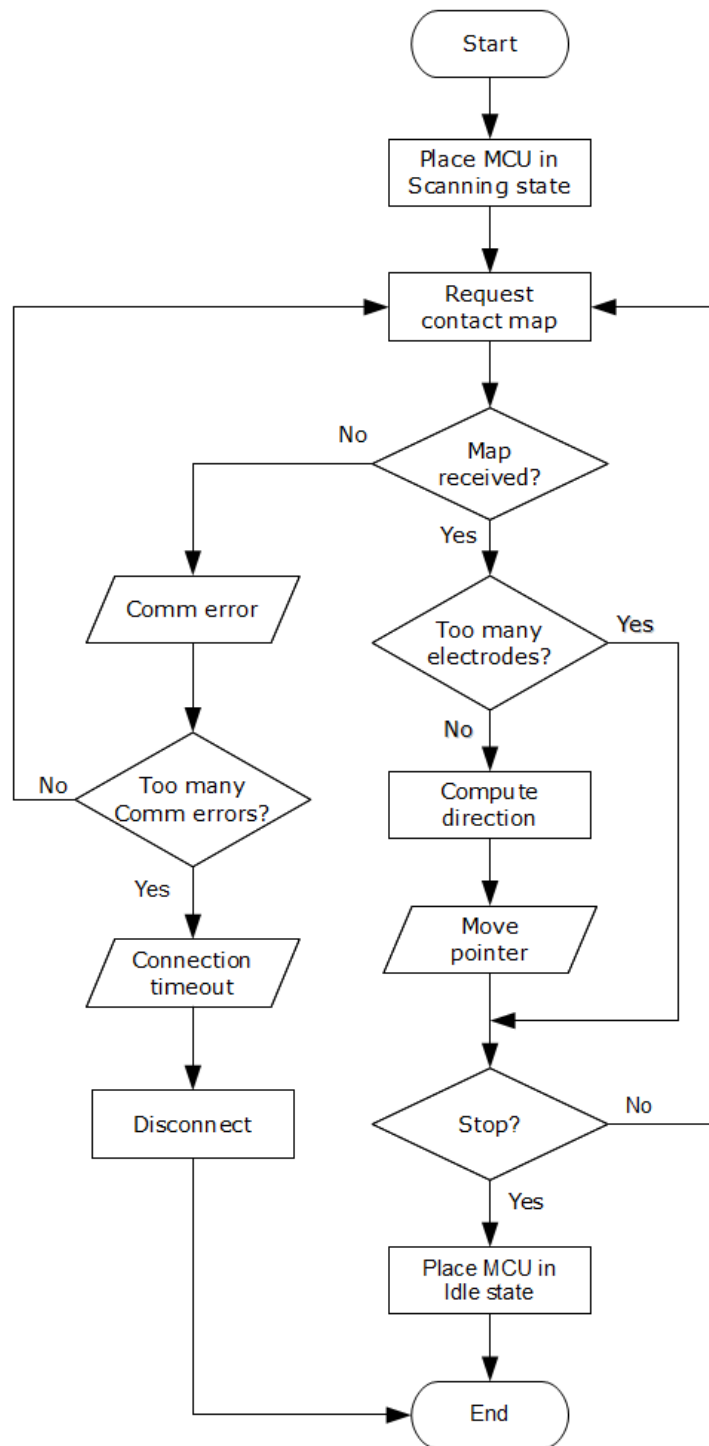 Start
Place MCU in
Scanning state
Request
contact map
No
Map
received?
Yes
Comm error
Too many
electrodes?
Yes
No
No
Too many
Comm errors?
Compute
direction
Yes
Move
pointer
Connection
timeout
Disconnect
Stop?
No
Yes
Place MCU in
Idle state
End